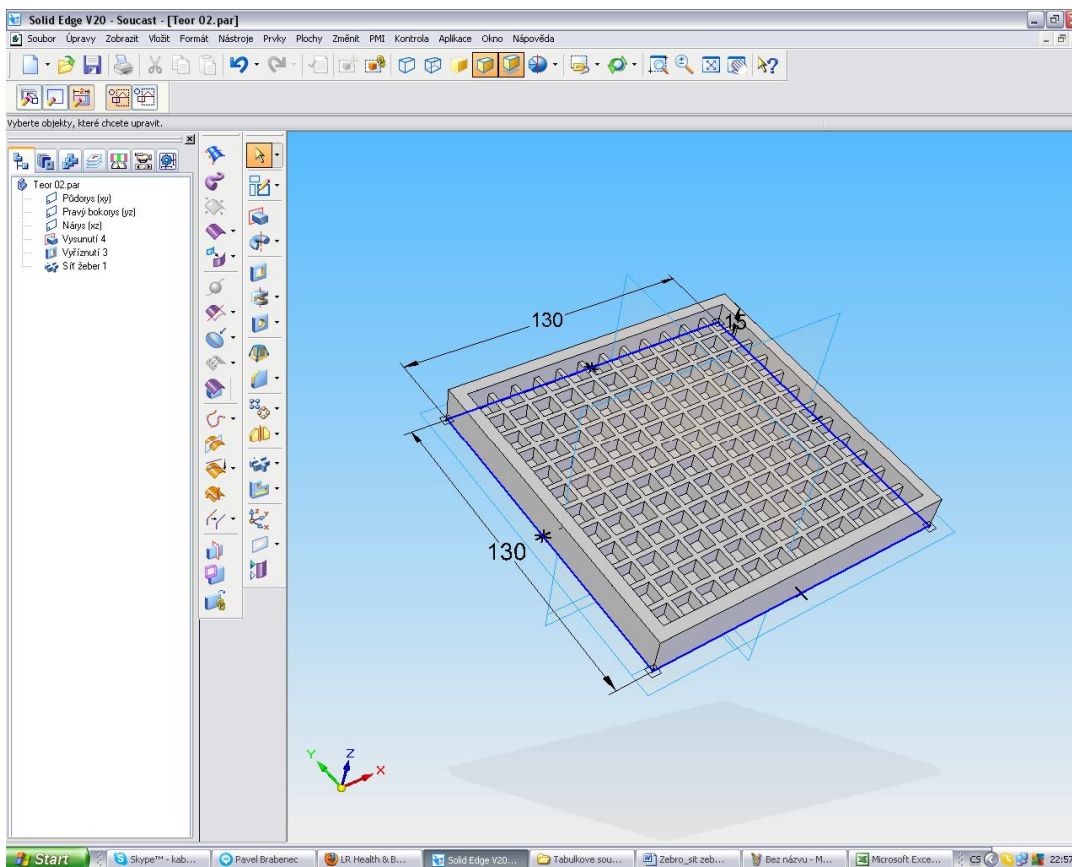 Solid Edge V20 - Soucast - [Teor 02.par]
Soubor Úpravy Zobrazit Vložit Formát Nástroje Prvky Plochy Změnit PMI Kontrola Aplikace Okno Nápověda
Vyberte objekty, které chcete upravit.
Teor 02.par
Půdorys (xy)
Pravý bokorys (yz)
Nárys (xz)
Vysunutí 4
Vyříznutí 3
Síť žeber 1
130
15
130
Y Z X
Start Skype™ - kab... Pavel Brabenec LR Health & B... Solid Edge V20... Tabulkove sou... Zebro_sit zeb... Bez názvu - M... Microsoft Exce... CS